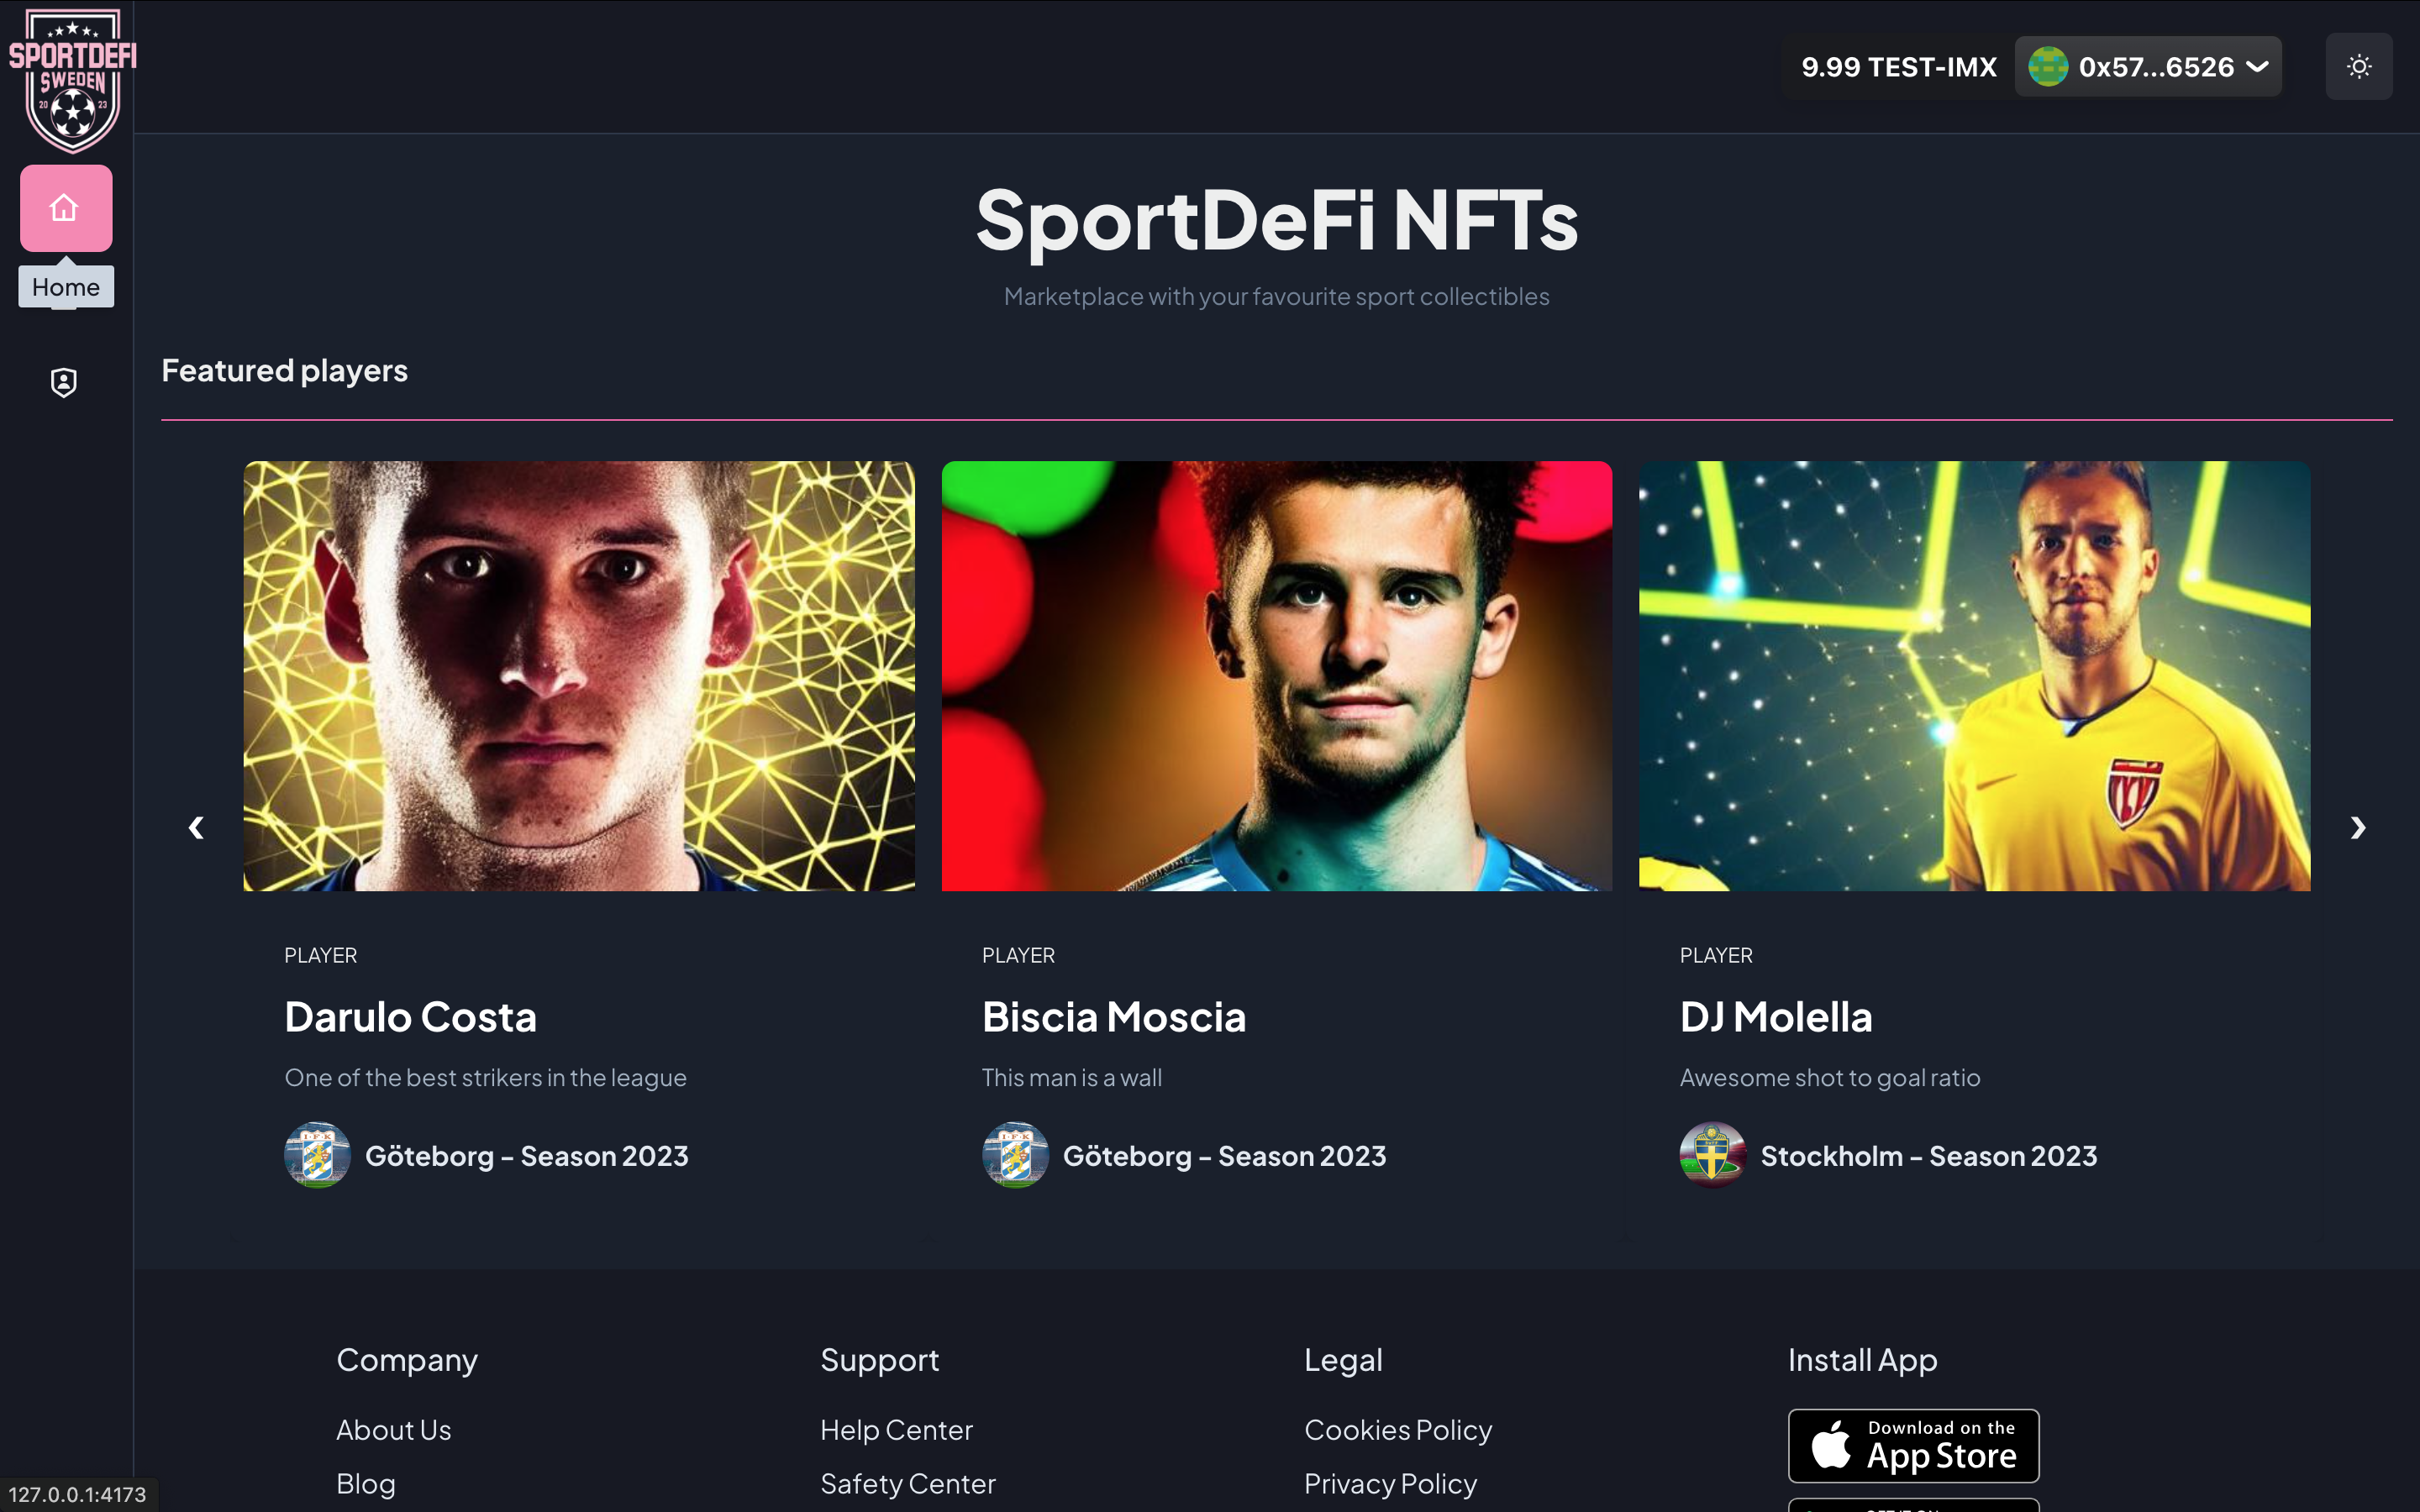 SPORTDEFI
SWEDEN
20 23
9.99 TEST-IMX
0x57...6526
Home
SportDeFi NFTs
Marketplace with your favourite sport collectibles
Featured players
PLAYER
Darulo Costa
One of the best strikers in the league
IFK
Göteborg – Season 2023
PLAYER
Biscia Moscia
This man is a wall
IFK
Göteborg – Season 2023
PLAYER
DJ Molella
Awesome shot to goal ratio
Stockholm – Season 2023
Company
About Us
Blog
Support
Help Center
Safety Center
Legal
Cookies Policy
Privacy Policy
Install App
Download on the
App Store
127.0.0.1:4173